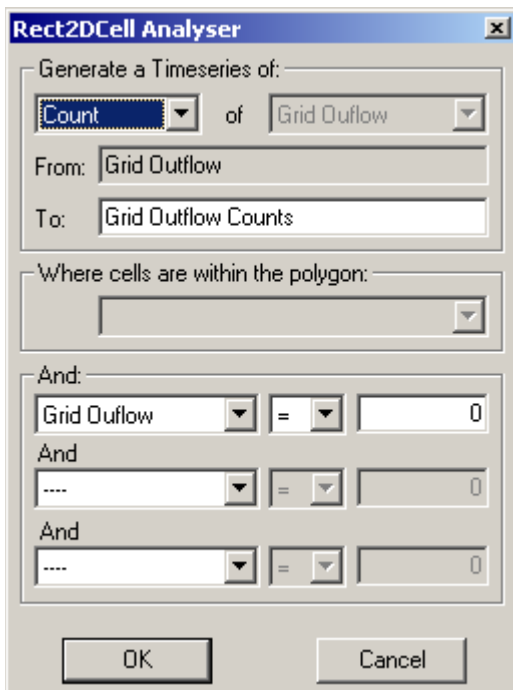 Rect2DCell Analyser
Generate a Timeseries of:
Count of Grid Ouflow
From: Grid Outflow
To: Grid Outflow Counts
Where cells are within the polygon:
And:
Grid Ouflow = 0
And
---- = 0
And
---- = 0
OK Cancel